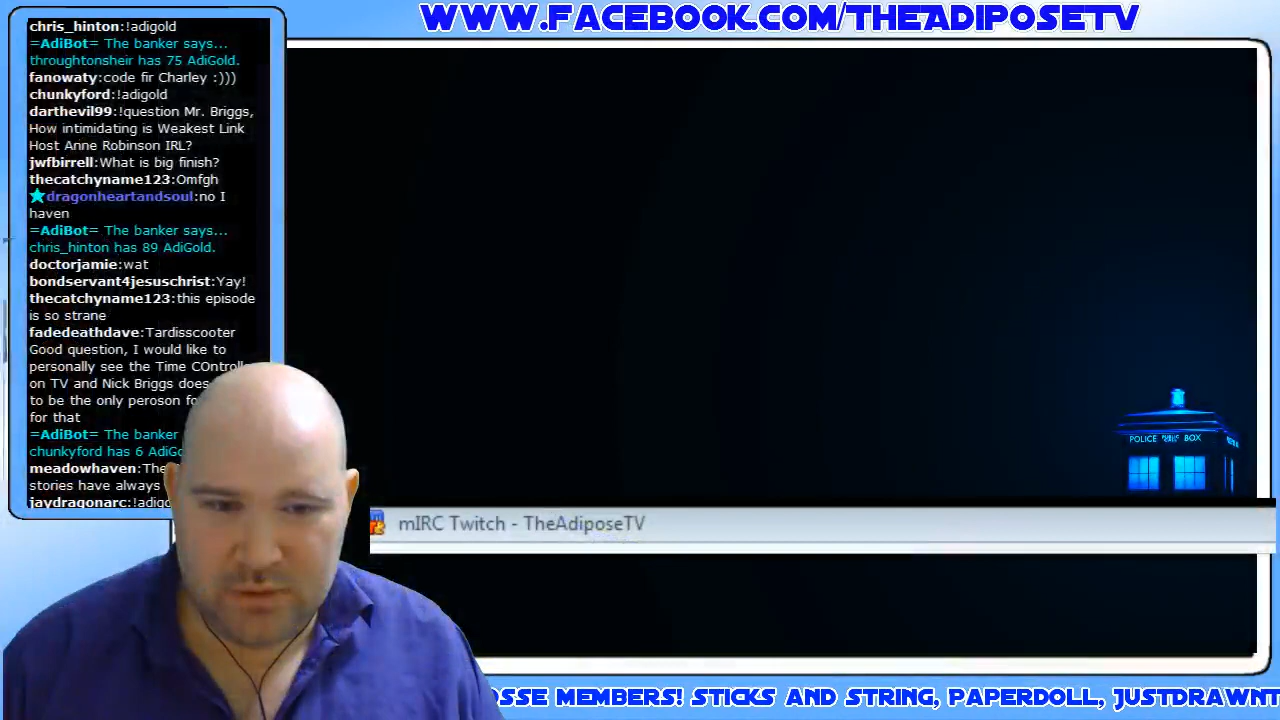 WWW.FACEBOOK.COM/THEADIPOSETV
chris_hinton:!adigold
=AdiBot= The banker says...
throughtonsheir has 75 AdiGold.
fanowaty:code fir Charley :)))
chunkyford:!adigold
darthevil99:!question Mr. Briggs,
How intimidating is Weakest Link
Host Anne Robinson IRL?
jwfbirrell:What is big finish?
thecatchyname123:Omfgh
dragonheartandsoul:no I
haven
=AdiBot= The banker says...
chris_hinton has 89 AdiGold.
doctorjamie:wat
bondservant4jesuschrist:Yay!
thecatchyname123:this episode
is so strane
fadedeathdave:Tardisscooter
Good question, I would like to
personally see the Time COntroll
on TV and Nick Briggs does
to be the only peroson fo
for that
=AdiBot= The banker
chunkyford has 6 AdiGo
meadowhaven:The
stories have always
jaydragonarc:!adigo
POLICE BOX
mIRC Twitch - TheAdiposeTV
OSSE MEMBERS! STICKS AND STRING, PAPERDOLL, JUSTDRAWNT